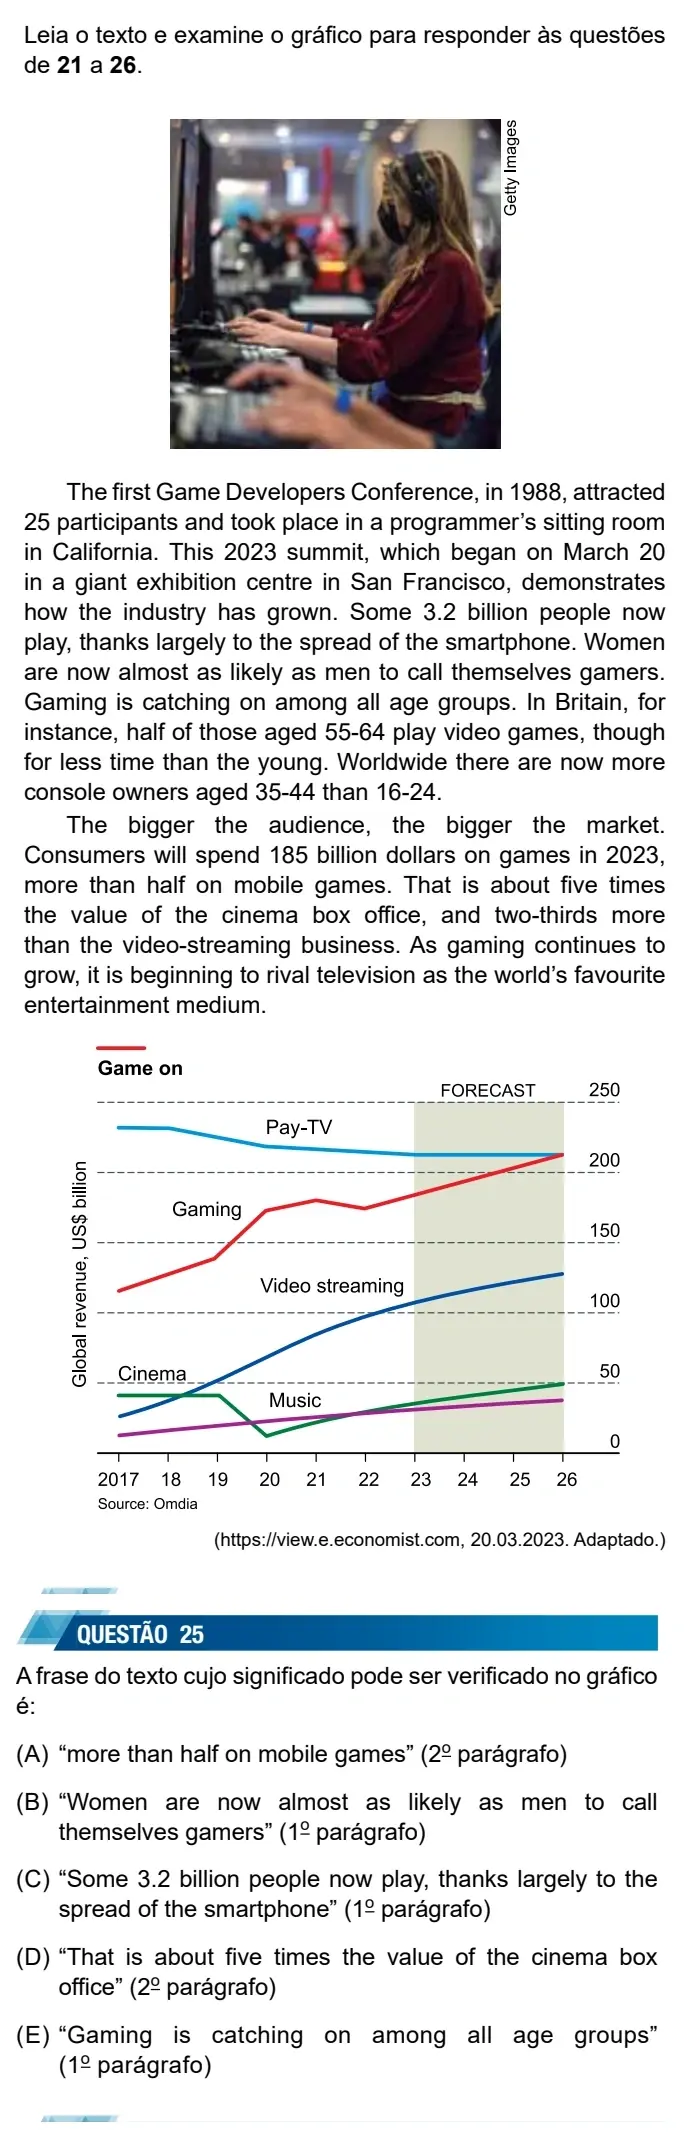 Leia o texto e examine o gráfico para responder às questões
de 21 a 26.
Getty Images
The first Game Developers Conference, in 1988, attracted
25 participants and took place in a programmer's sitting room
in California. This 2023 summit, which began on March 20
in a giant exhibition centre in San Francisco, demonstrates
how the industry has grown. Some 3.2 billion people now
play, thanks largely to the spread of the smartphone. Women
are now almost as likely as men to call themselves gamers.
Gaming is catching on among all age groups. In Britain, for
instance, half of those aged 55-64 play video games, though
for less time than the young. Worldwide there are now more
console owners aged 35-44 than 16-24.
The bigger the audience, the bigger the market.
Consumers will spend 185 billion dollars on games in 2023,
more than half on mobile games. That is about five times
the value of the cinema box office, and two-thirds more
than the video-streaming business. As gaming continues to
grow, it is beginning to rival television as the world's favourite
entertainment medium.
Game on
FORECAST 250
Pay-TV
200
Gaming
150
Video streaming
100
Cinema
50
Music
0
Global revenue, US$ billion
2017 18 19 20 21 22 23 24 25 26
Source: Omdia
(https://view.e.economist.com, 20.03.2023. Adaptado.)
QUESTÃO 25
A frase do texto cujo significado pode ser verificado no gráfico
é:
(A) “more than half on mobile games” (2º parágrafo)
(B) “Women are now almost as likely as men to call
themselves gamers” (1º parágrafo)
(C) “Some 3.2 billion people now play, thanks largely to the
spread of the smartphone” (1º parágrafo)
(D) “That is about five times the value of the cinema box
office” (2º parágrafo)
(E) “Gaming is catching on among all age groups”
(1º parágrafo)